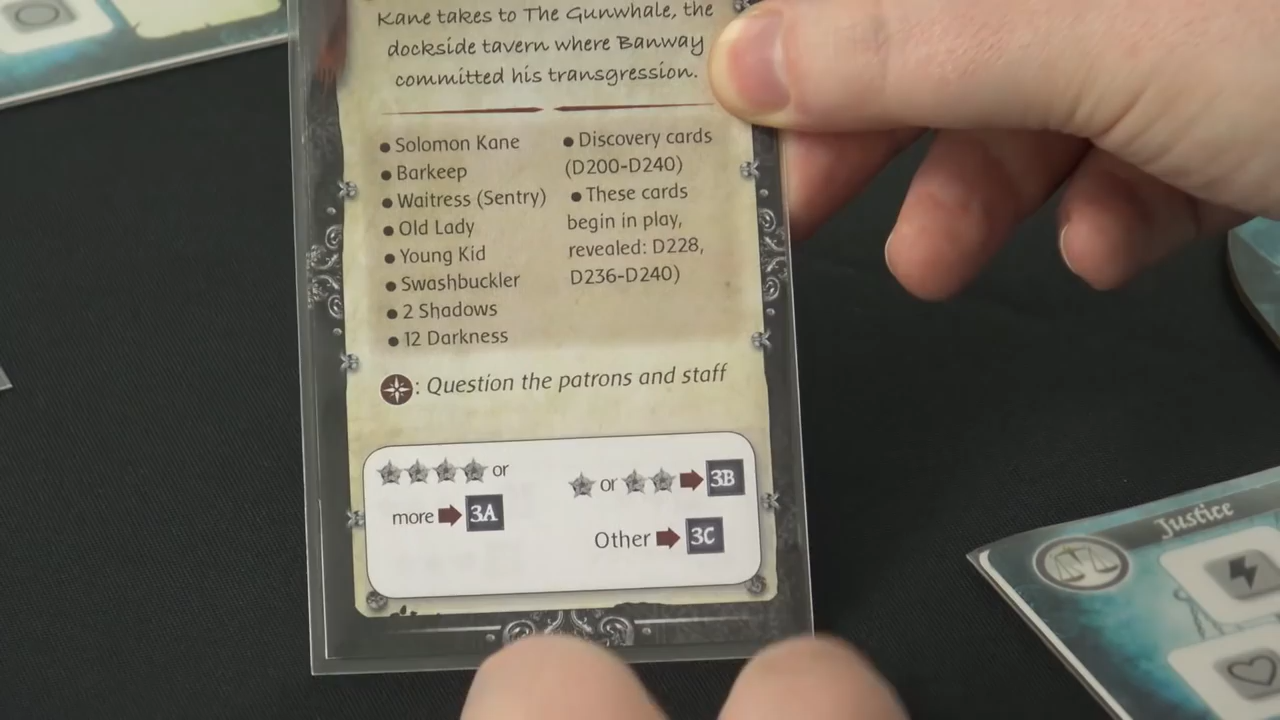 Kane takes to The Gunwhale, the
dockside tavern where Banway
committed his transgression.
• Solomon Kane
• Barkeep
• Waitress (Sentry)
• Old Lady
• Young Kid
• Swashbuckler
• 2 Shadows
• 12 Darkness
• Discovery cards
(D200-D240)
• These cards
begin in play,
revealed: D228,
D236-D240)
: Question the patrons and staff
or
more 3A
or 3B
Other 3C
Justice